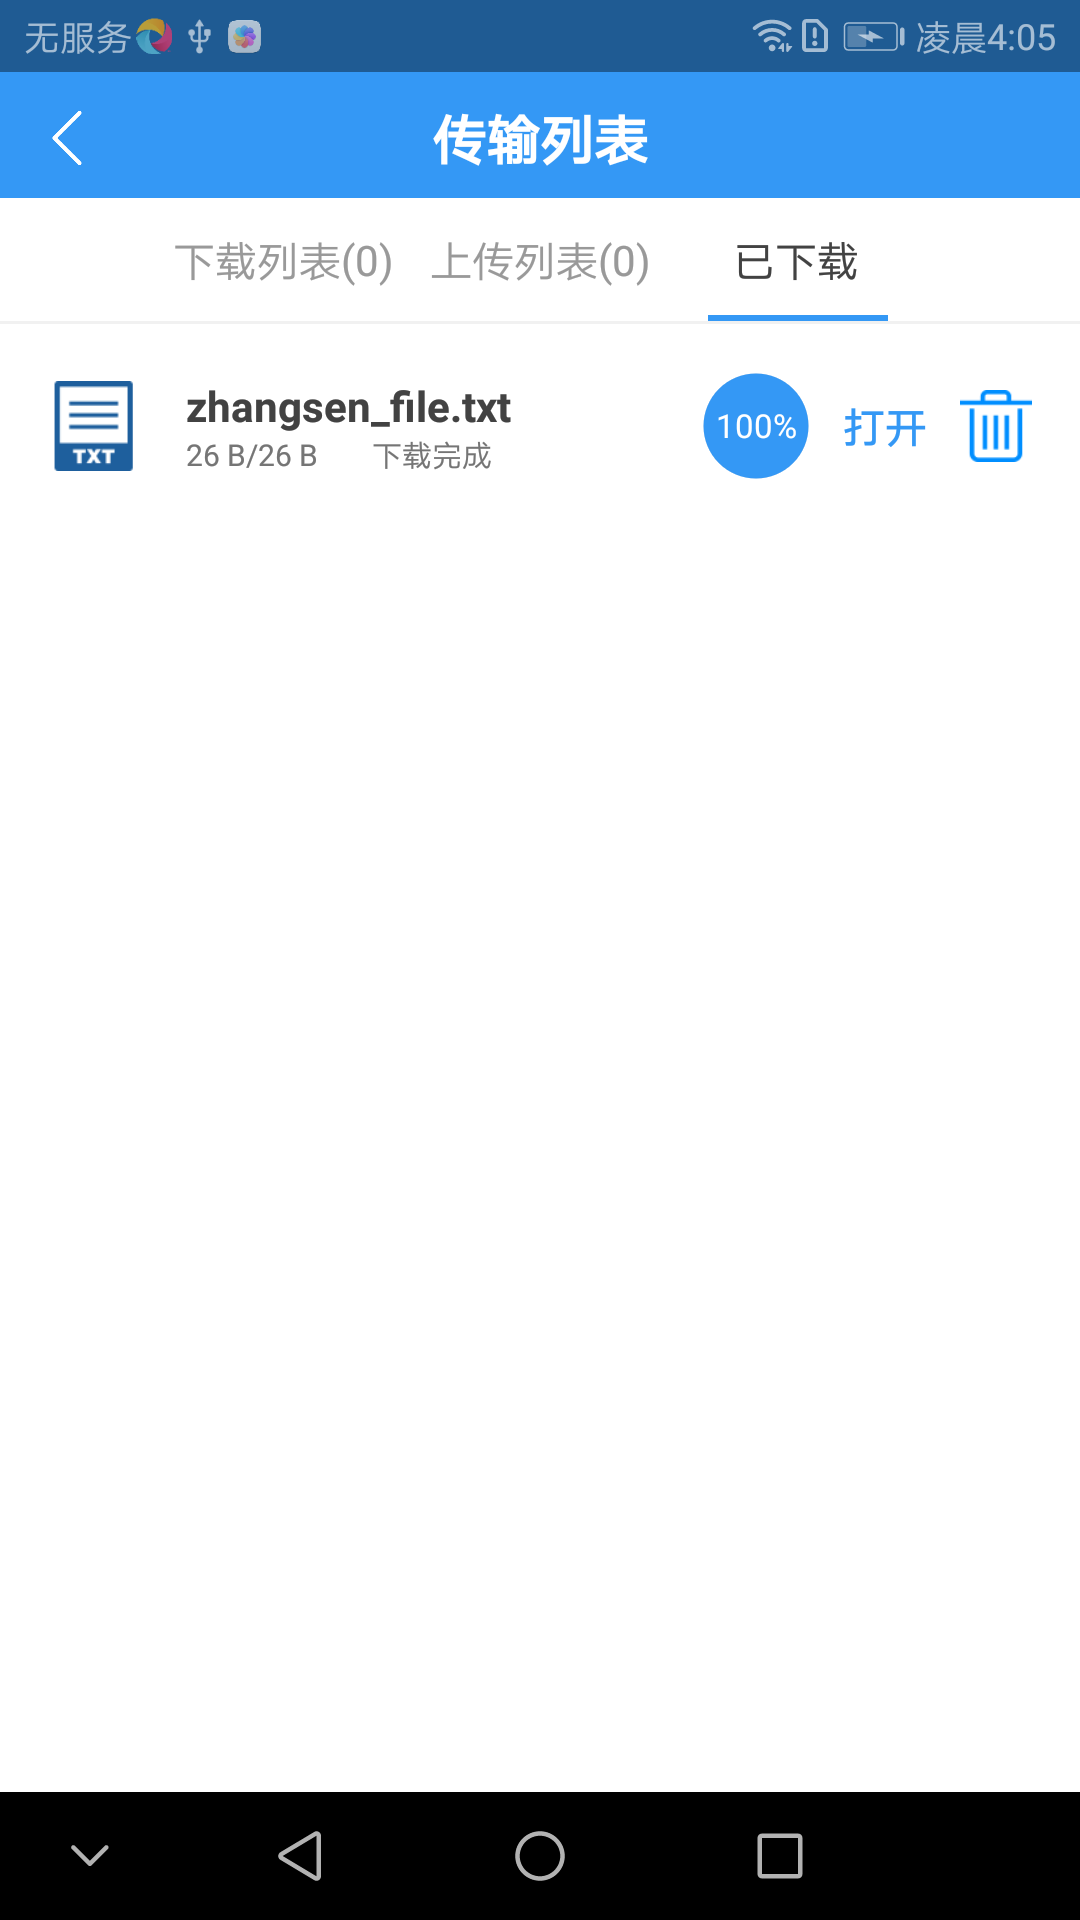 无服务 凌晨4:05
传输列表
下载列表(0) 上传列表(0) 已下载
zhangsen_file.txt
26 B/26 B 下载完成
100% 打开
TXT